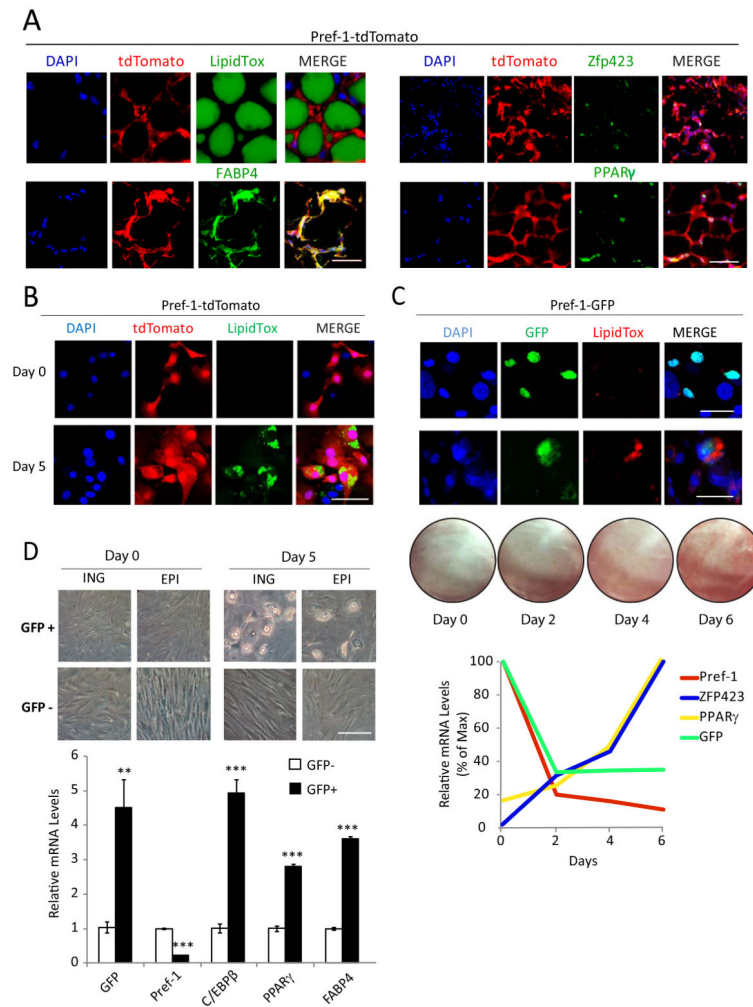 A
Pref-1-tdTomato
DAPI tdTomato LipidTox MERGE
FABP4
DAPI tdTomato Zfp423 MERGE
PPARγ
B
Pref-1-tdTomato
DAPI tdTomato LipidTox MERGE
Day 0
Day 5
C
Pref-1-GFP
DAPI GFP LipidTox MERGE
Day 0 Day 2 Day 4 Day 6
Relative mRNA Levels
(% of Max)
100
80
60
40
20
0
0 2 4 6
Days
Pref-1
ZFP423
PPARγ
GFP
D
Day 0 Day 5
ING EPI ING EPI
GFP +
GFP -
Relative mRNA Levels
6
5
4
3
2
1
0
GFP-
GFP+
** *** *** *** ***
GFP Pref-1 C/EBPβ PPARγ FABP4